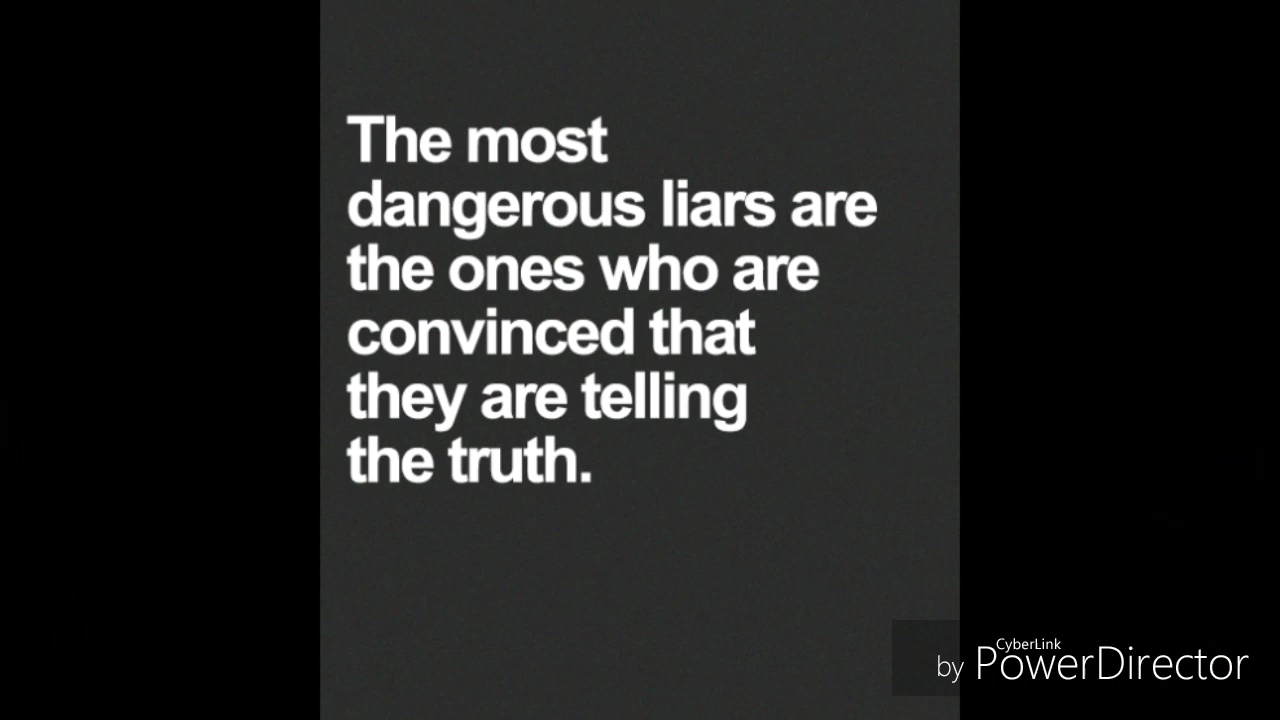 The most
dangerous liars are
the ones who are
convinced that
they are telling
the truth.
CyberLink
by PowerDirector